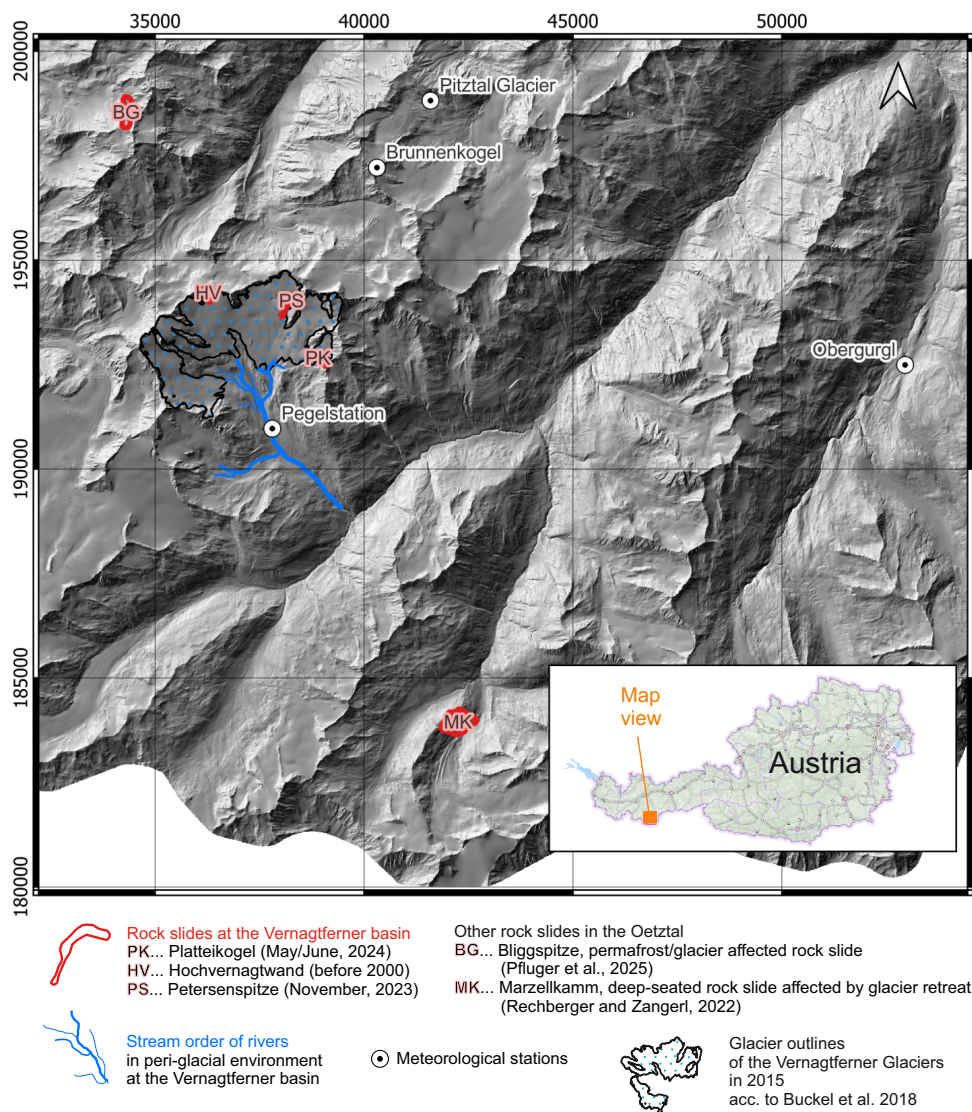 35000
40000
45000
50000
200000
195000
190000
185000
180000
Pitztal Glacier
BG
Brunnenkogel
HV
PS
PK
Obergurgl
Pegelstation
MK
Map
view
Austria
Rock slides at the Vernagtferner basin
PK... Platteikogel (May/June, 2024)
HV... Hochvernagtwand (before 2000)
PS... Petersenspitze (November, 2023)
Other rock slides in the Oetztal
BG... Bliggspitze, permafrost/glacier affected rock slide
(Pfluger et al., 2025)
MK... Marzellkamm, deep-seated rock slide affected by glacier retreat
(Rechberger and Zangerl, 2022)
Stream order of rivers
in peri-glacial environment
at the Vernagtferner basin
Meteorological stations
Glacier outlines
of the Vernagtferner Glaciers
in 2015
acc. to Buckel et al. 2018